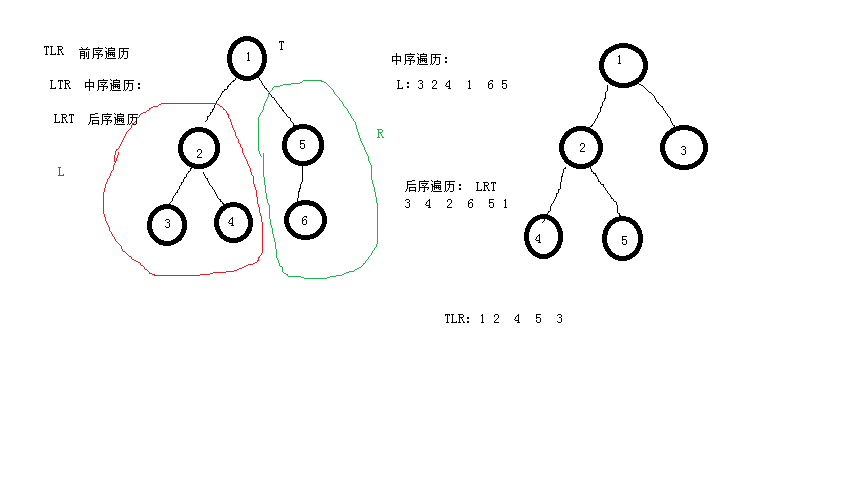 TLR 前序遍历
LTR 中序遍历：
LRT 后序遍历
T
L
R
1
2
5
3
4
6
中序遍历：
L：3 2 4 1 6 5
后序遍历： LRT
3 4 2 6 5 1
1
2
3
4
5
TLR：1 2 4 5 3